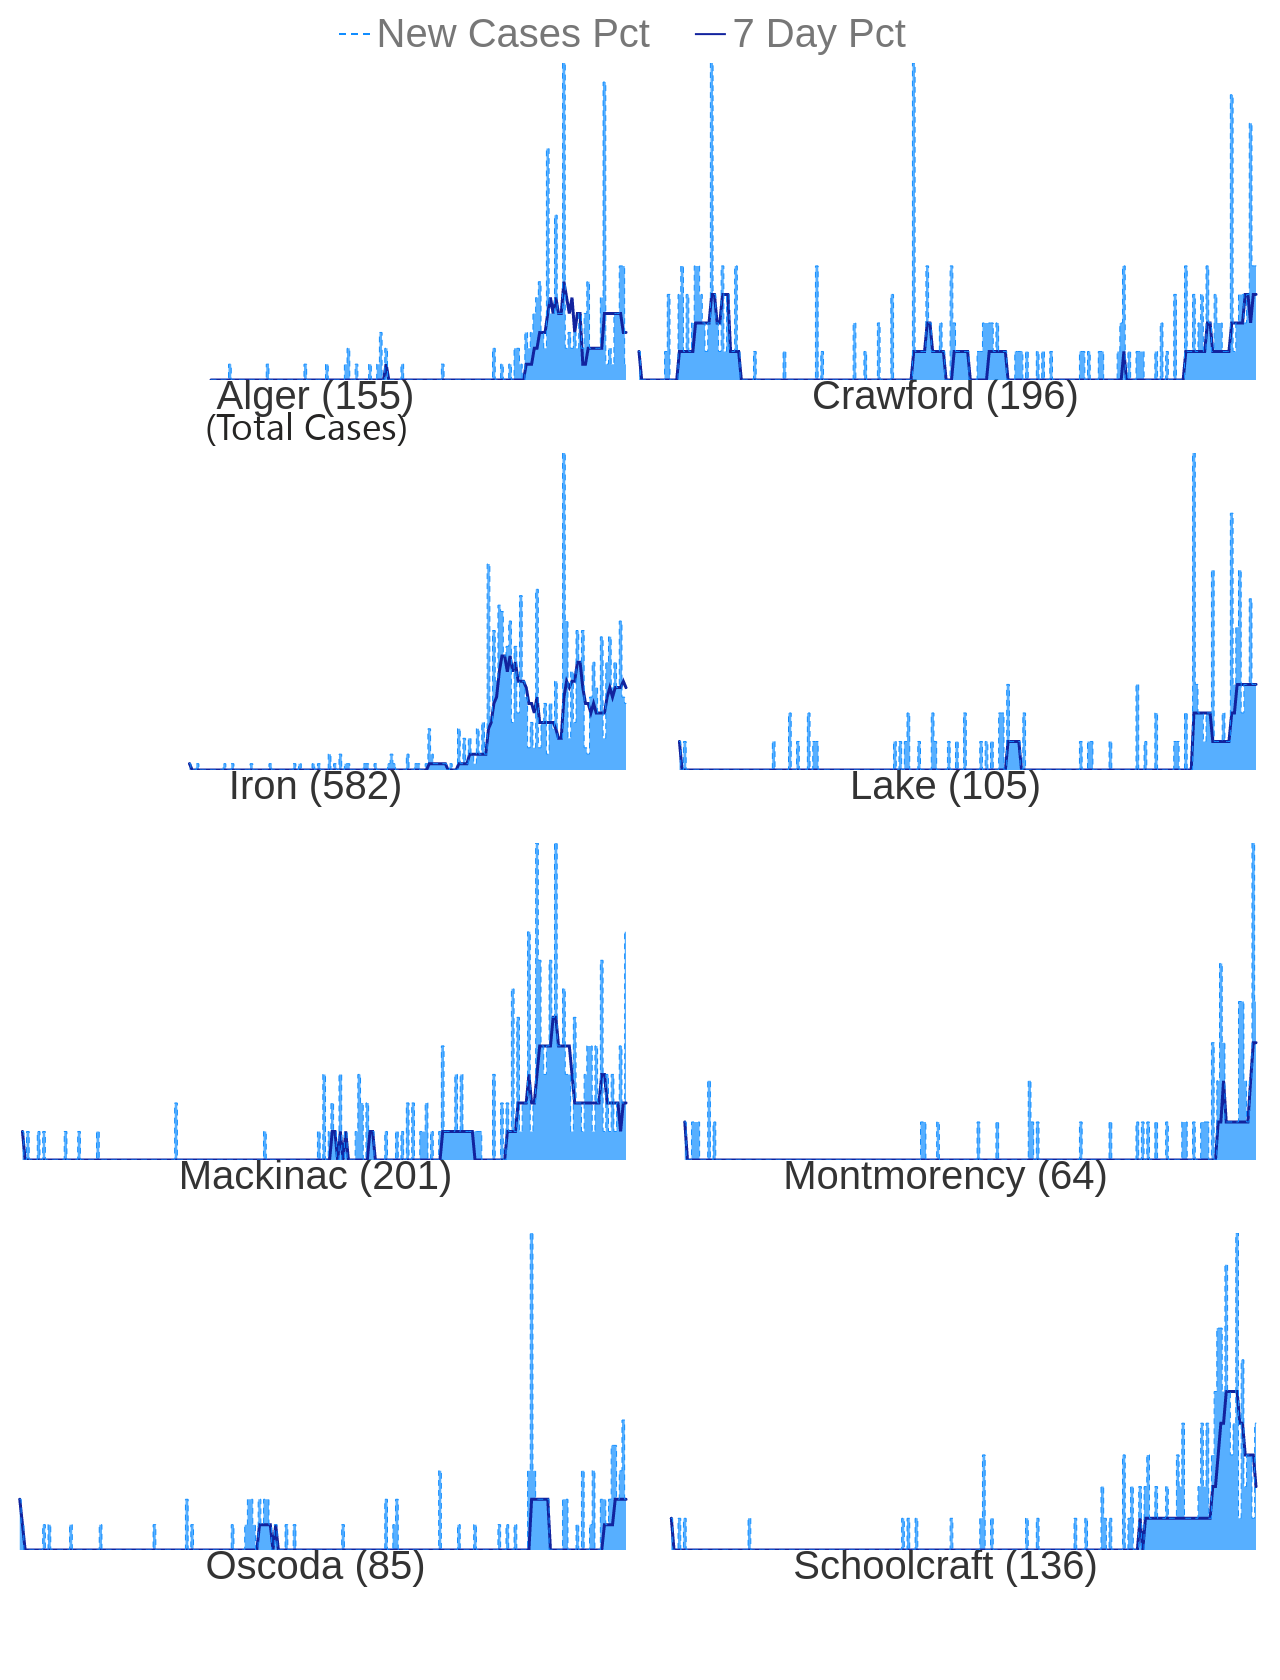 New Cases Pct 7 Day Pct
Alger (155) Crawford (196)
(Total Cases)
Iron (582) Lake (105)
Mackinac (201) Montmorency (64)
Oscoda (85) Schoolcraft (136)